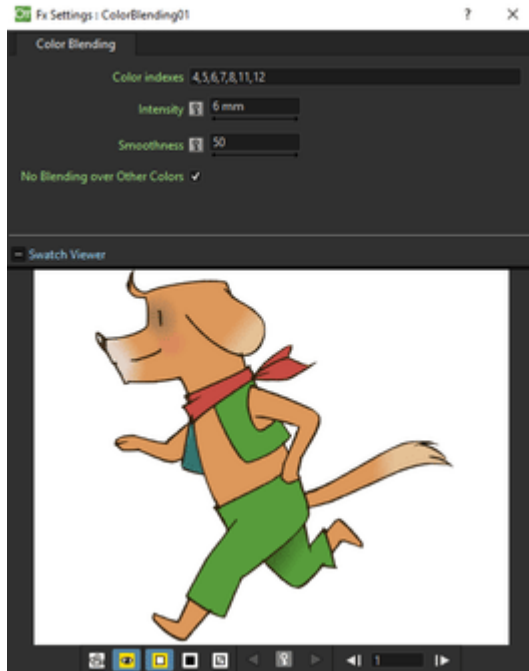 Fx Settings : ColorBlending01
Color Blending
Color indexes 4,5,6,7,8,11,12
Intensity 6 mm
Smoothness 50
No Blending over Other Colors
Swatch Viewer
1